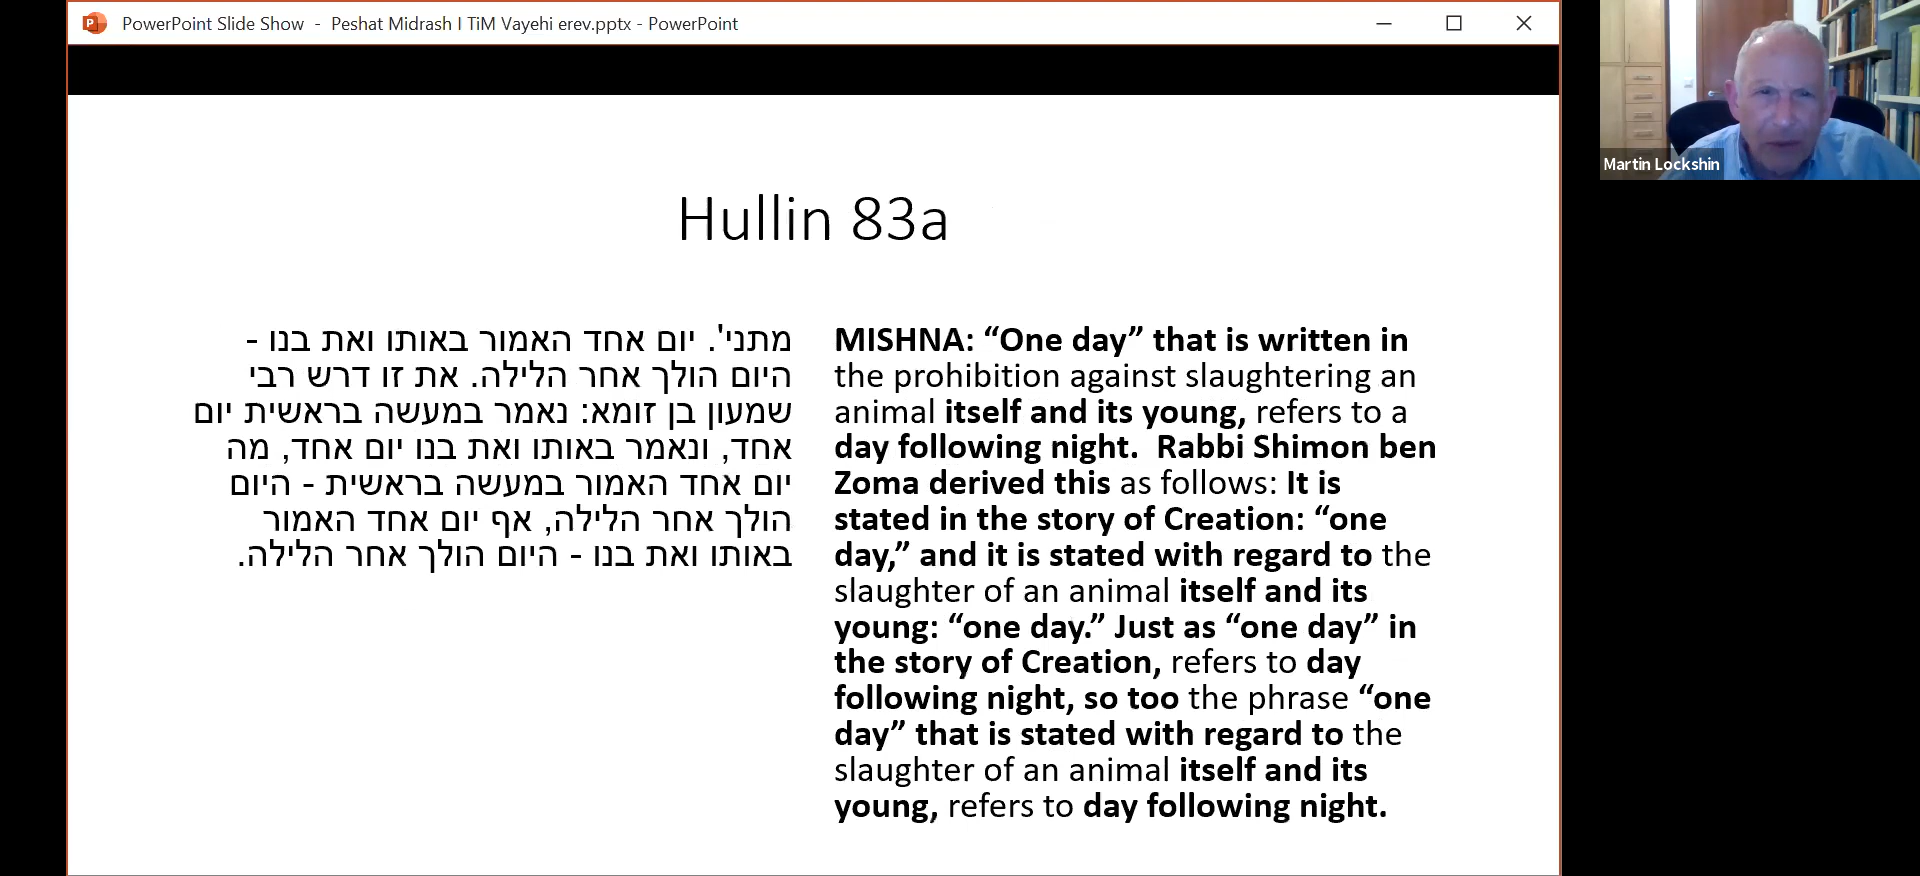 PowerPoint Slide Show - Peshat Midrash I TiM Vayehi erev.pptx - PowerPoint
Martin Lockshin
Hullin 83a
מתני'. יום אחד האמור באותו ואת בנו -
היום הולך אחר הלילה. את זו דרש רבי
שמעון בן זומא: נאמר במעשה בראשית יום
אחד, ונאמר באותו ואת בנו יום אחד, מה
יום אחד האמור במעשה בראשית - היום
הולך אחר הלילה, אף יום אחד האמור
באותו ואת בנו - היום הולך אחר הלילה.
MISHNA: “One day” that is written in
the prohibition against slaughtering an
animal itself and its young, refers to a
day following night. Rabbi Shimon ben
Zoma derived this as follows: It is
stated in the story of Creation: “one
day,” and it is stated with regard to the
slaughter of an animal itself and its
young: “one day.” Just as “one day” in
the story of Creation, refers to day
following night, so too the phrase “one
day” that is stated with regard to the
slaughter of an animal itself and its
young, refers to day following night.